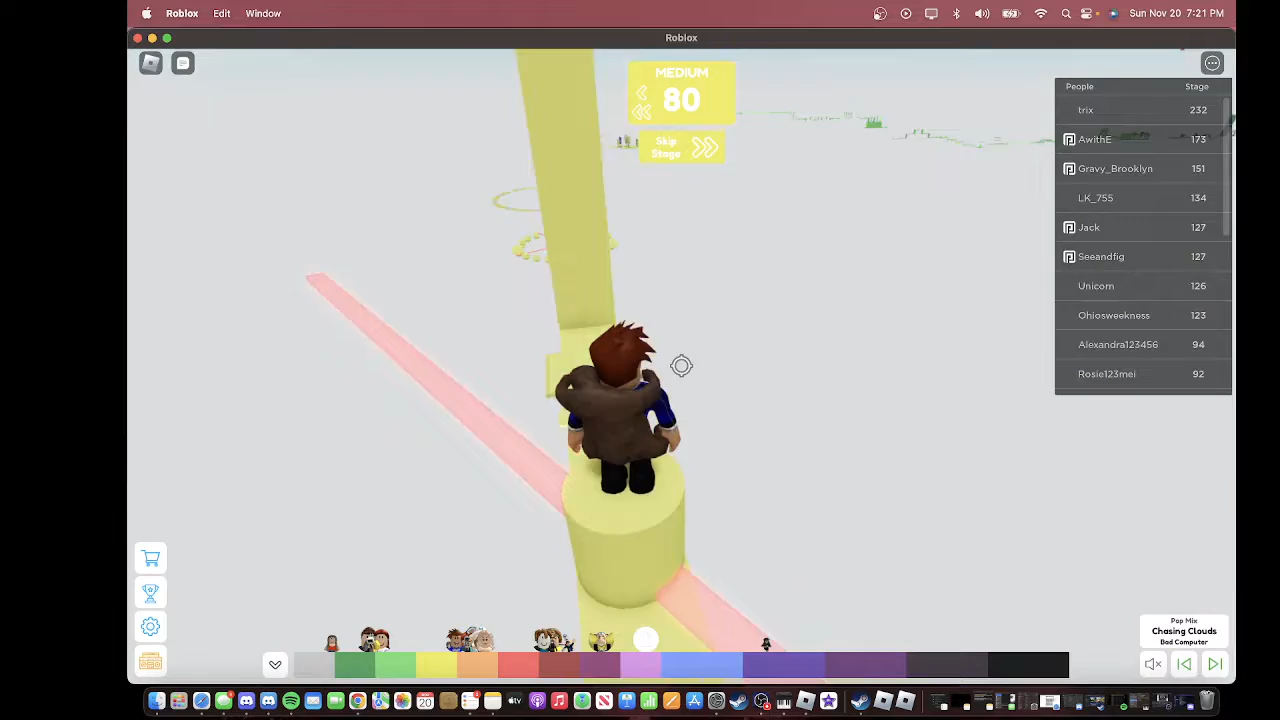 Roblox Edit Window Sun Nov 20 7:21 PM
Roblox
MEDIUM
80
Skip
Stage
People Stage
trix 232
AwithE 173
Gravy_Brooklyn 151
LK_755 134
Jack 127
Seeandfig 127
Unicorn 126
Ohiosweekness 123
Alexandra123456 94
Rosie123mei 92
Pop Mix
Chasing Clouds
Bad Computer
20